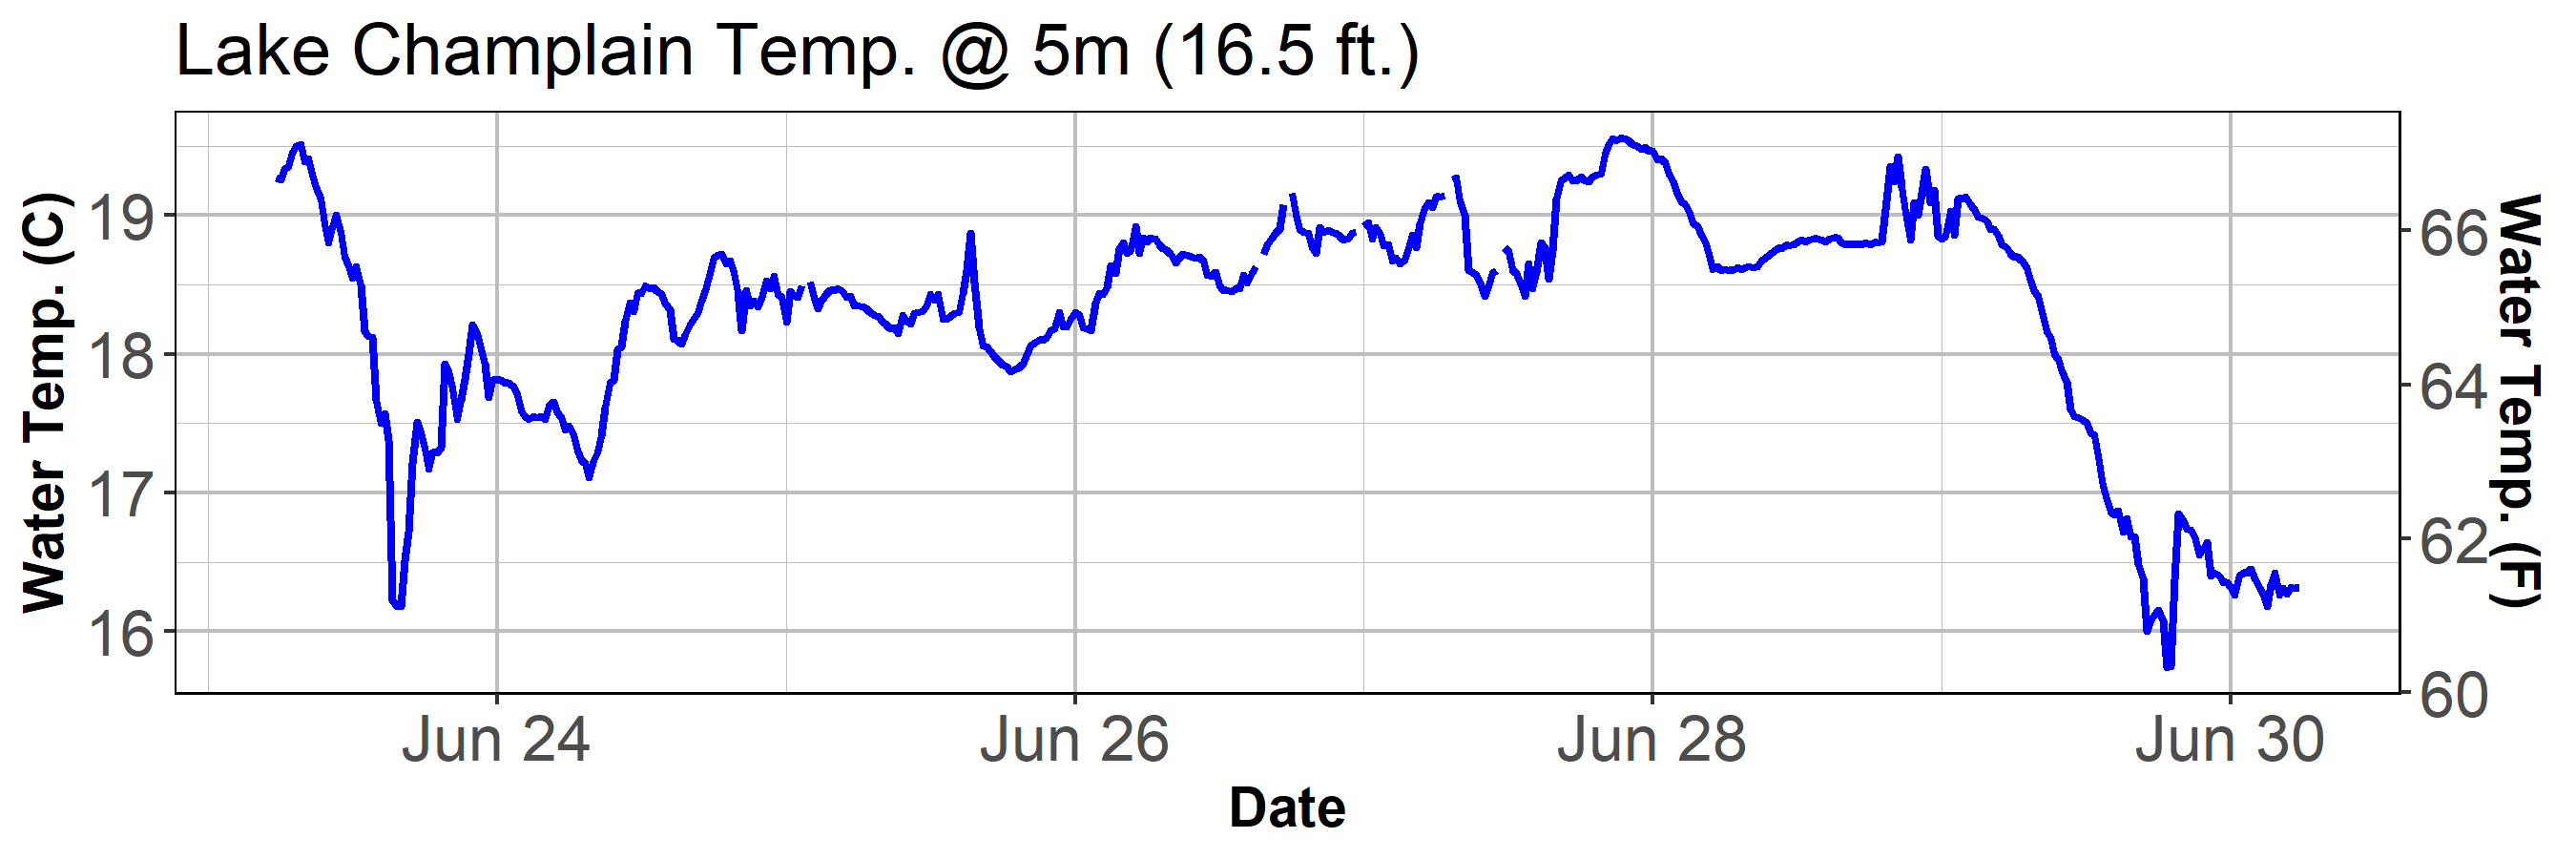 Lake Champlain Temp. @ 5m (16.5 ft.)
Water Temp. (C)
19
18
17
16
66
64
62
60
Water Temp. (F)
Jun 24 Jun 26 Jun 28 Jun 30
Date